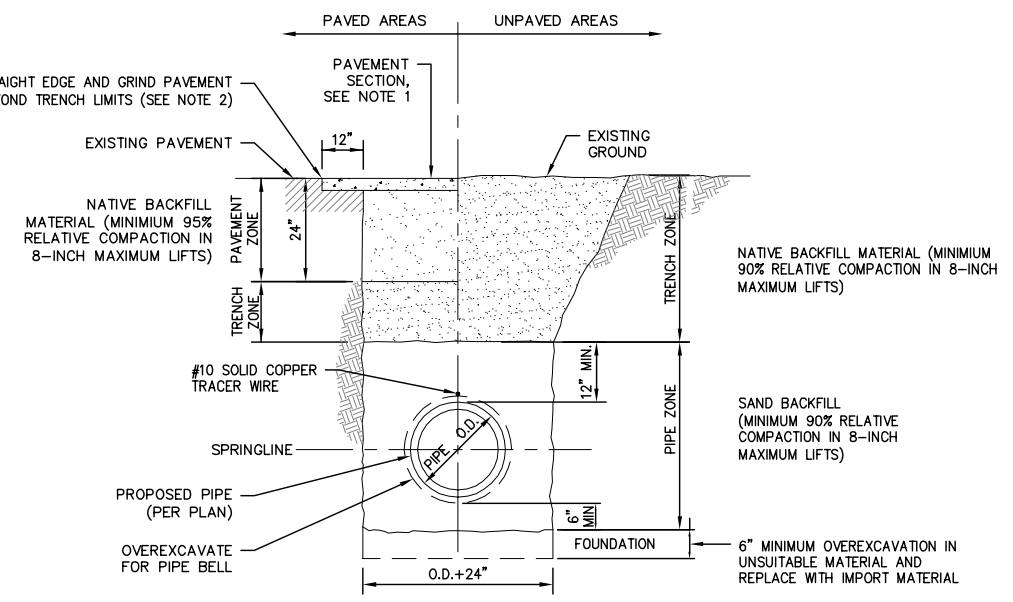 PAVED AREAS
UNPAVED AREAS
AND GRIND PAVEMENT
TRENCH LIMITS (SEE NOTE 2)
EDGE
PAVEMENT
SECTION,
SEE NOTE 1
EXISTING PAVEMENT
12"
EXISTING
GROUND
NATIVE BACKFILL
MATERIAL (MINIMIUM 95%
RELATIVE COMPACTION IN
8-INCH MAXIMUM LIFTS)
PAVEMENT
ZONE
24"
TRENCH
ZONE
TRENCH ZONE
NATIVE BACKFILL MATERIAL (MINIMUM
90% RELATIVE COMPACTION IN 8-INCH
MAXIMUM LIFTS)
#10 SOLID COPPER
TRACER WIRE
12" MIN.
PIPE ZONE
SAND BACKFILL
(MINIMUM 90% RELATIVE
COMPACTION IN 8-INCH
MAXIMUM LIFTS)
SPRINGLINE
PIPE O.D.
PROPOSED PIPE
(PER PLAN)
6"
MIN
OVEREXCAVATE
FOR PIPE BELL
FOUNDATION
6" MINIMUM OVEREXCAVATION IN
UNSUITABLE MATERIAL AND
REPLACE WITH IMPORT MATERIAL
O.D.+24"